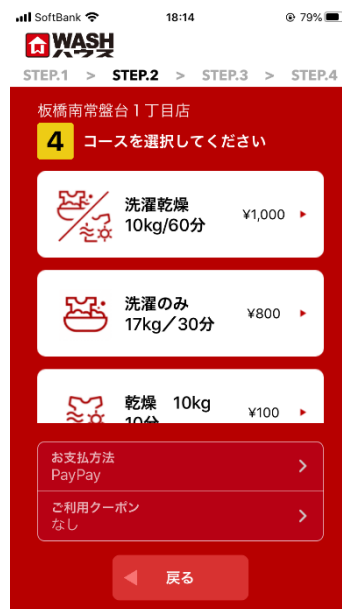 SoftBank 18:14 79%
WASH
ハウス
STEP.1 > STEP.2 > STEP.3 > STEP.4
板橋南常盤台1丁目店
4 コースを選択してください
洗濯乾燥
10kg/60分 ¥1,000
洗濯のみ
17kg/30分 ¥800
乾燥 10kg
10分 ¥100
お支払方法
PayPay
ご利用クーポン
なし
戻る